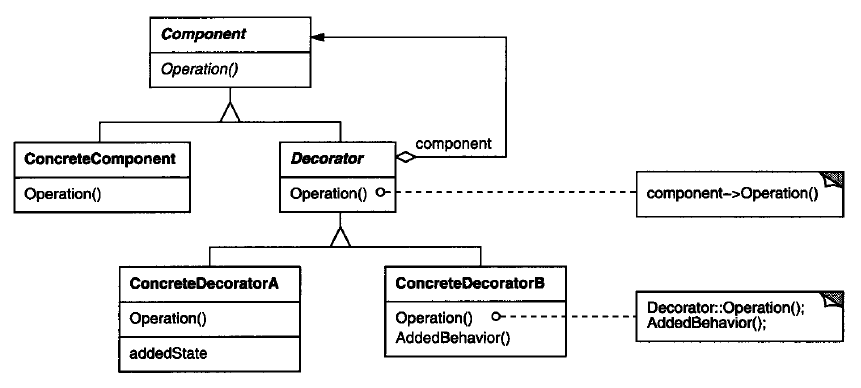 Component
Operation()
component
ConcreteComponent
Decorator
Operation()
Operation()
component->Operation()
ConcreteDecoratorA
ConcreteDecoratorB
Operation()
Operation()
AddedBehavior()
addedState
Decorator::Operation();
AddedBehavior();